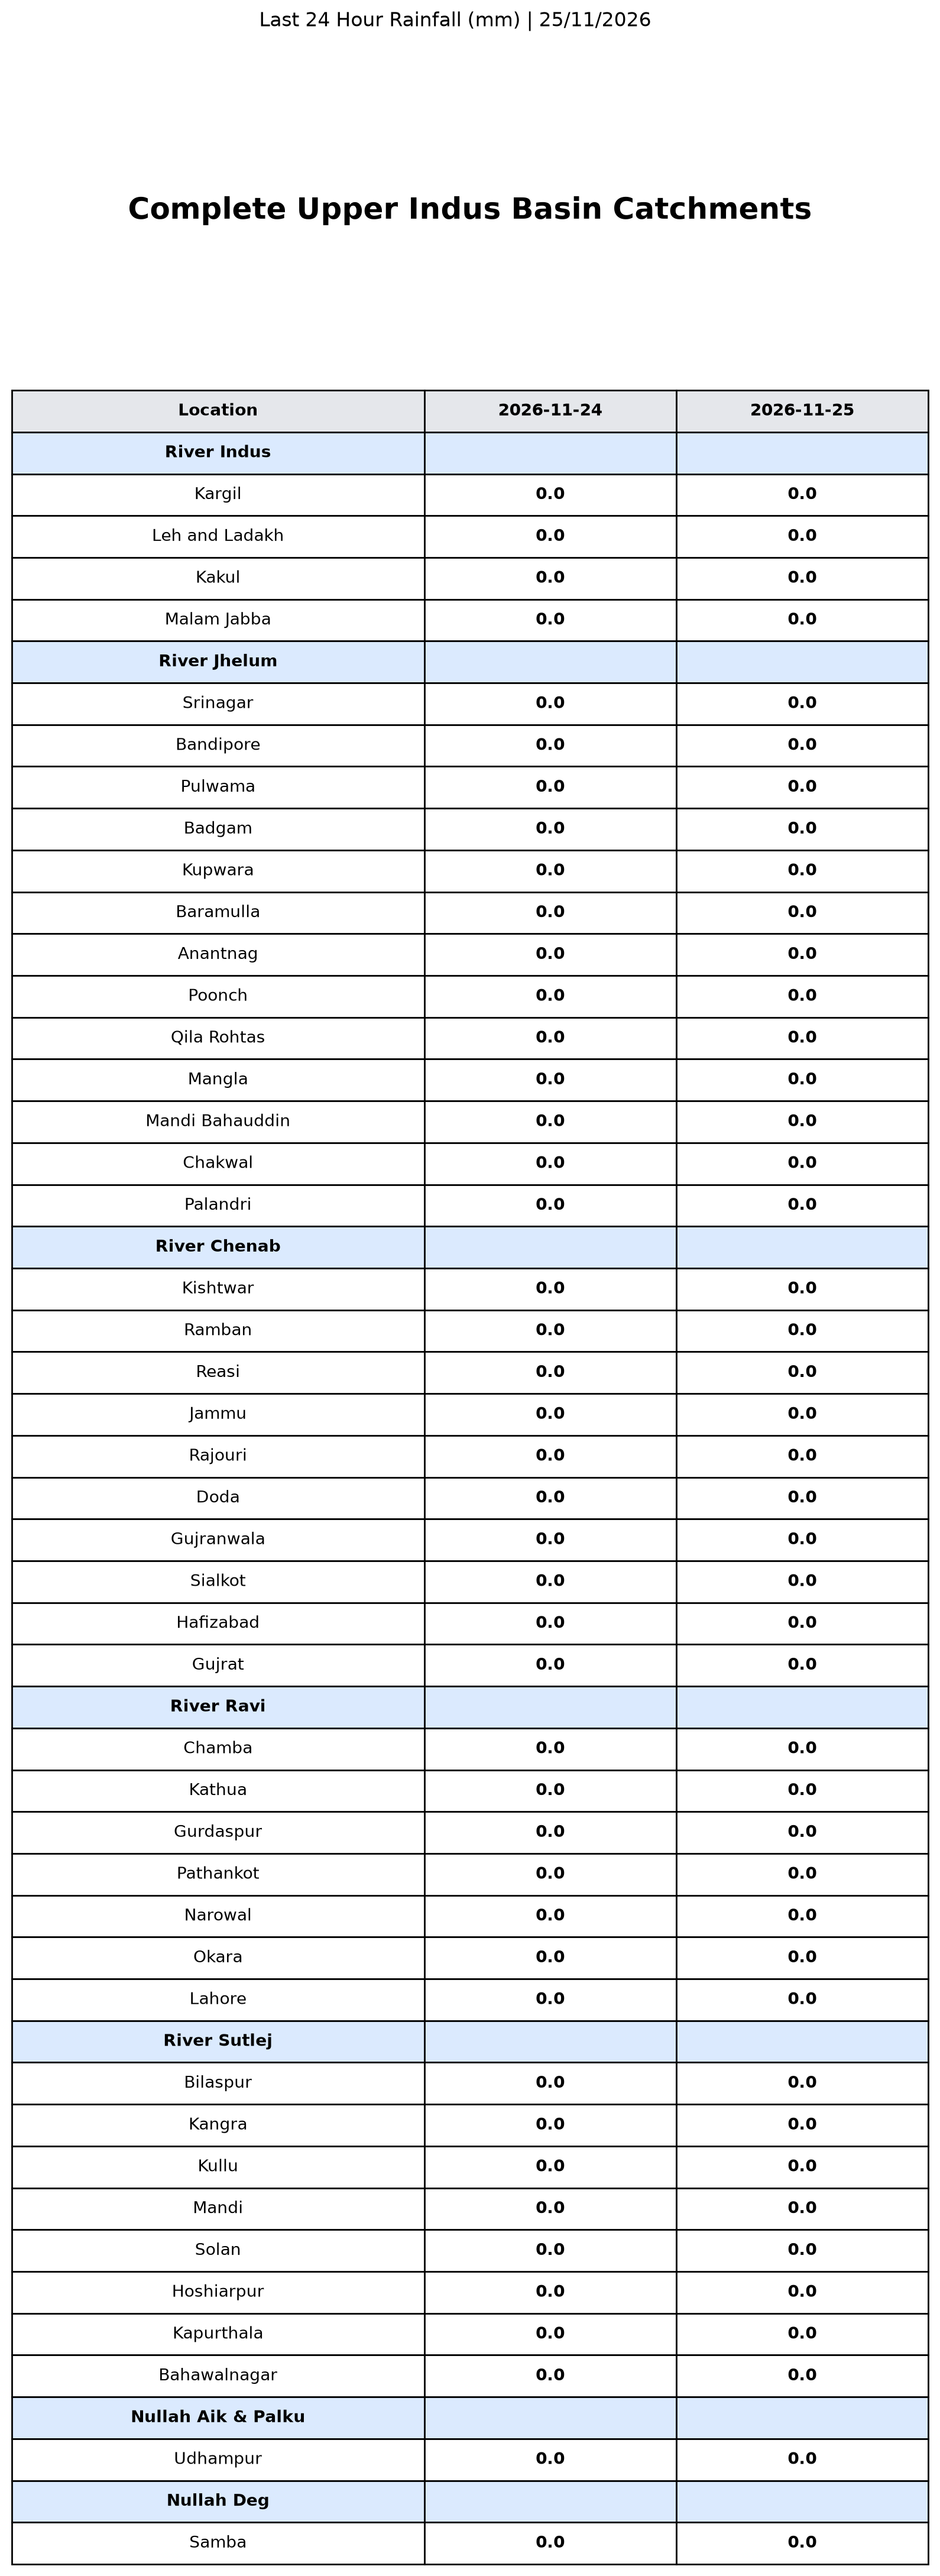 Last 24 Hour Rainfall (mm) | 25/11/2026
Complete Upper Indus Basin Catchments
Location 2026-11-24 2026-11-25
River Indus
Kargil 0.0 0.0
Leh and Ladakh 0.0 0.0
Kakul 0.0 0.0
Malam Jabba 0.0 0.0
River Jhelum
Srinagar 0.0 0.0
Bandipore 0.0 0.0
Pulwama 0.0 0.0
Badgam 0.0 0.0
Kupwara 0.0 0.0
Baramulla 0.0 0.0
Anantnag 0.0 0.0
Poonch 0.0 0.0
Qila Rohtas 0.0 0.0
Mangla 0.0 0.0
Mandi Bahauddin 0.0 0.0
Chakwal 0.0 0.0
Palandri 0.0 0.0
River Chenab
Kishtwar 0.0 0.0
Ramban 0.0 0.0
Reasi 0.0 0.0
Jammu 0.0 0.0
Rajouri 0.0 0.0
Doda 0.0 0.0
Gujranwala 0.0 0.0
Sialkot 0.0 0.0
Hafizabad 0.0 0.0
Gujrat 0.0 0.0
River Ravi
Chamba 0.0 0.0
Kathua 0.0 0.0
Gurdaspur 0.0 0.0
Pathankot 0.0 0.0
Narowal 0.0 0.0
Okara 0.0 0.0
Lahore 0.0 0.0
River Sutlej
Bilaspur 0.0 0.0
Kangra 0.0 0.0
Kullu 0.0 0.0
Mandi 0.0 0.0
Solan 0.0 0.0
Hoshiarpur 0.0 0.0
Kapurthala 0.0 0.0
Bahawalnagar 0.0 0.0
Nullah Aik & Palku
Udhampur 0.0 0.0
Nullah Deg
Samba 0.0 0.0